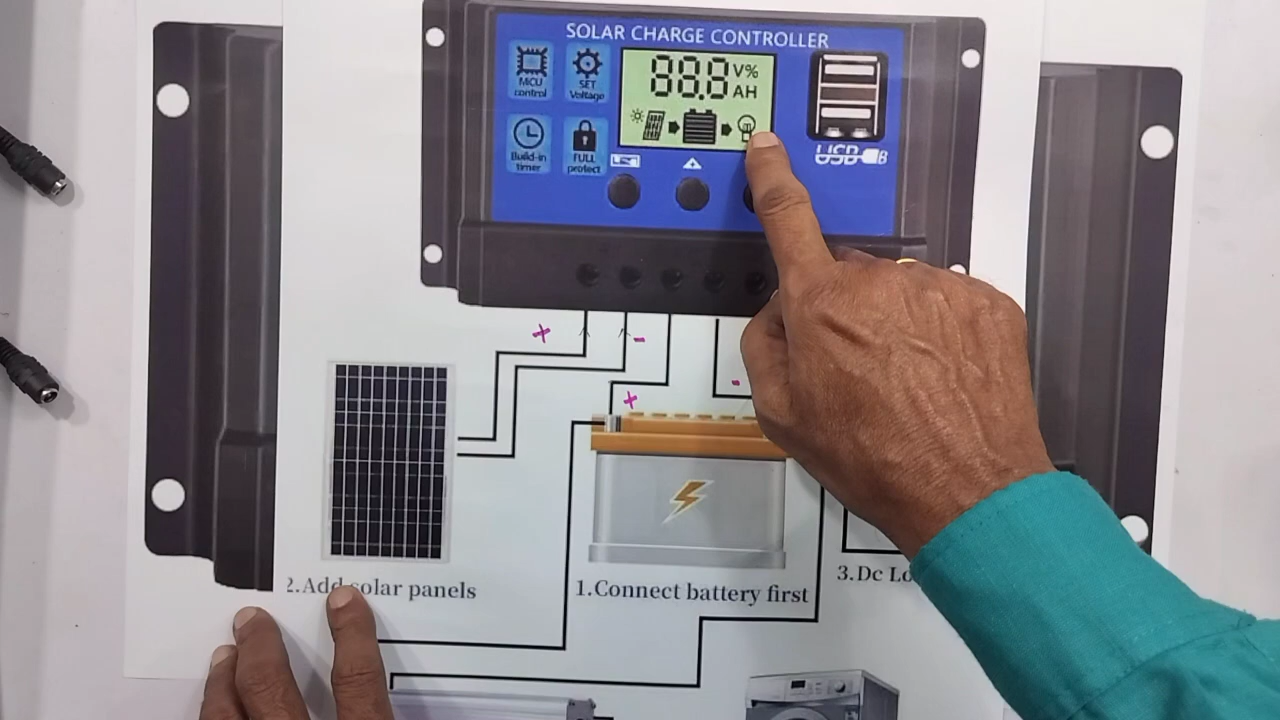 SOLAR CHARGE CONTROLLER
MCU control
SET Voltage
88.8 V% AH
Build-in timer
FULL protect
USB
+
-
+
-
2.Add solar panels
1.Connect battery first
3.Dc